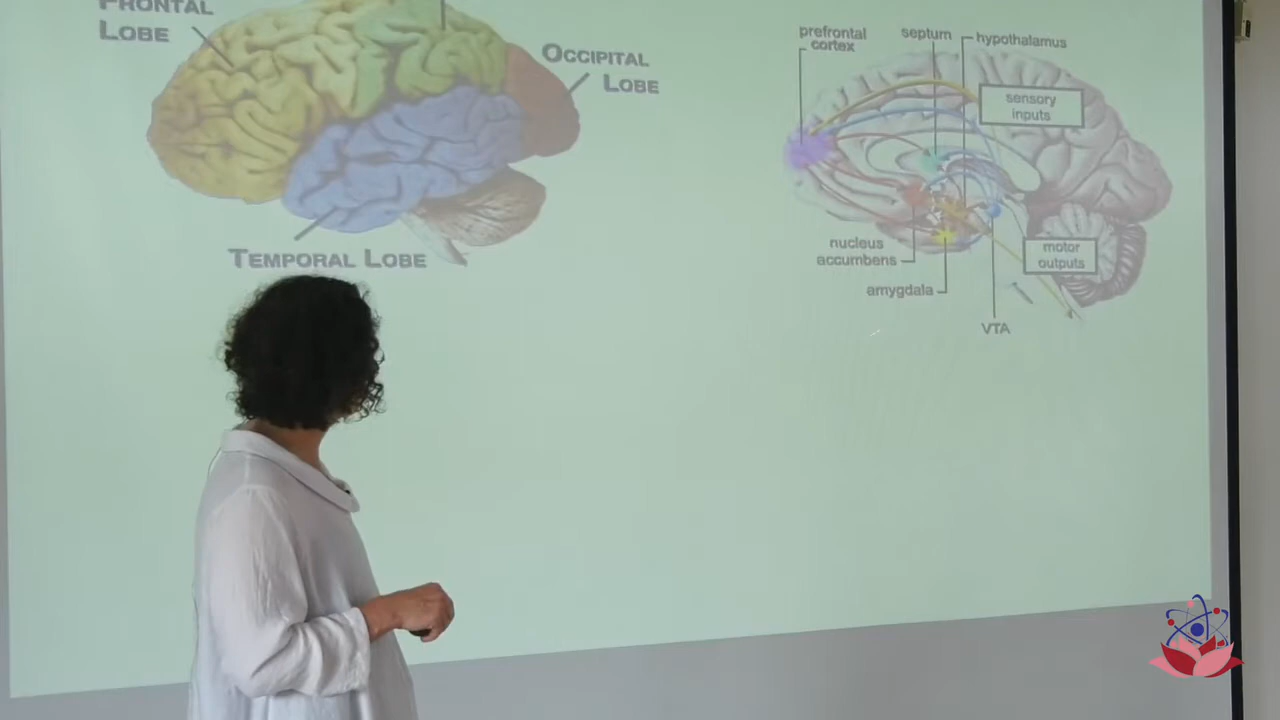 FRONTAL
LOBE
OCCIPITAL
LOBE
TEMPORAL LOBE
prefrontal
cortex
septum
hypothalamus
sensory
inputs
nucleus
accumbens
motor
outputs
amygdala
VTA